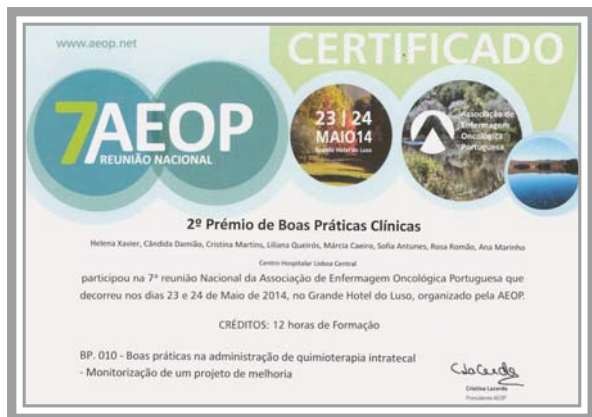 www.aeop.net
CERTIFICADO
7AEOP
REUNIÃO NACIONAL
23 | 24
MAIO14
Grande Hotel do Luso
Associação de
Enfermagem
Oncológica
Portuguesa
2º Prémio de Boas Práticas Clínicas
Helena Xavier, Cândida Damião, Cristina Martins, Liliana Queirós, Márcia Caeiro, Sofia Antunes, Rosa Romão, Ana Marinho
Centro Hospitalar Lisboa Central
participou na 7ª reunião Nacional da Associação de Enfermagem Oncológica Portuguesa que
decorreu nos dias 23 e 24 de Maio de 2014, no Grande Hotel do Luso, organizado pela AEOP.
CRÉDITOS: 12 horas de Formação
BP. 010 - Boas práticas na administração de quimioterapia intratecal
- Monitorização de um projeto de melhoria
Cristina Lacerda
Presidente AEOP